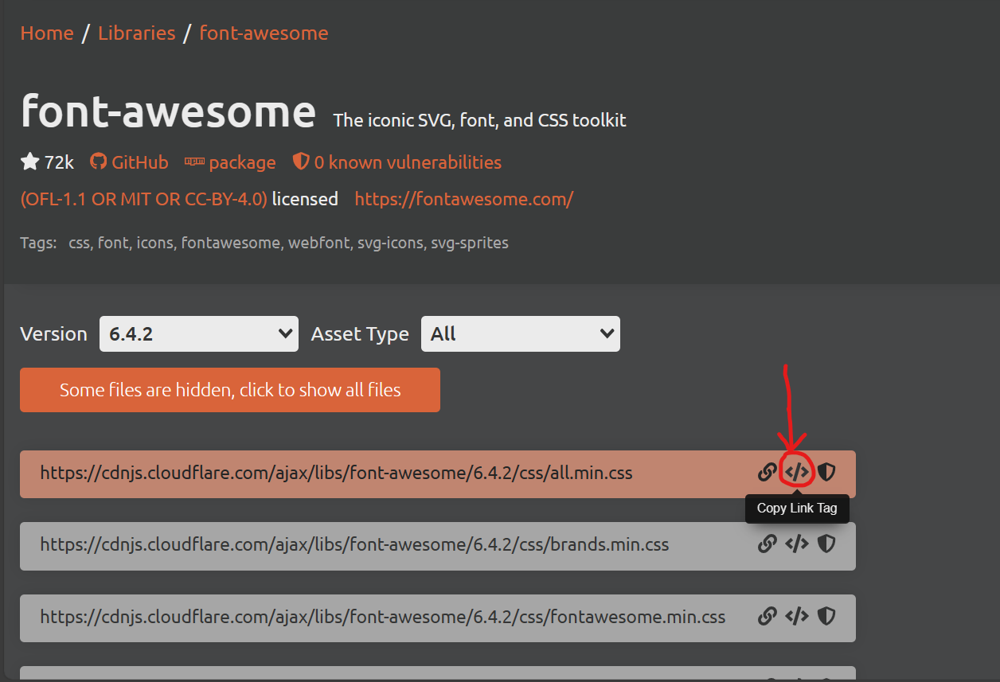 Home / Libraries / font-awesome
font-awesome The iconic SVG, font, and CSS toolkit
72k GitHub npm package 0 known vulnerabilities
(OFL-1.1 OR MIT OR CC-BY-4.0) licensed https://fontawesome.com/
Tags: css, font, icons, fontawesome, webfont, svg-icons, svg-sprites
Version 6.4.2 Asset Type All
Some files are hidden, click to show all files
https://cdnjs.cloudflare.com/ajax/libs/font-awesome/6.4.2/css/all.min.css </>
Copy Link Tag
https://cdnjs.cloudflare.com/ajax/libs/font-awesome/6.4.2/css/brands.min.css </>
https://cdnjs.cloudflare.com/ajax/libs/font-awesome/6.4.2/css/fontawesome.min.css </>